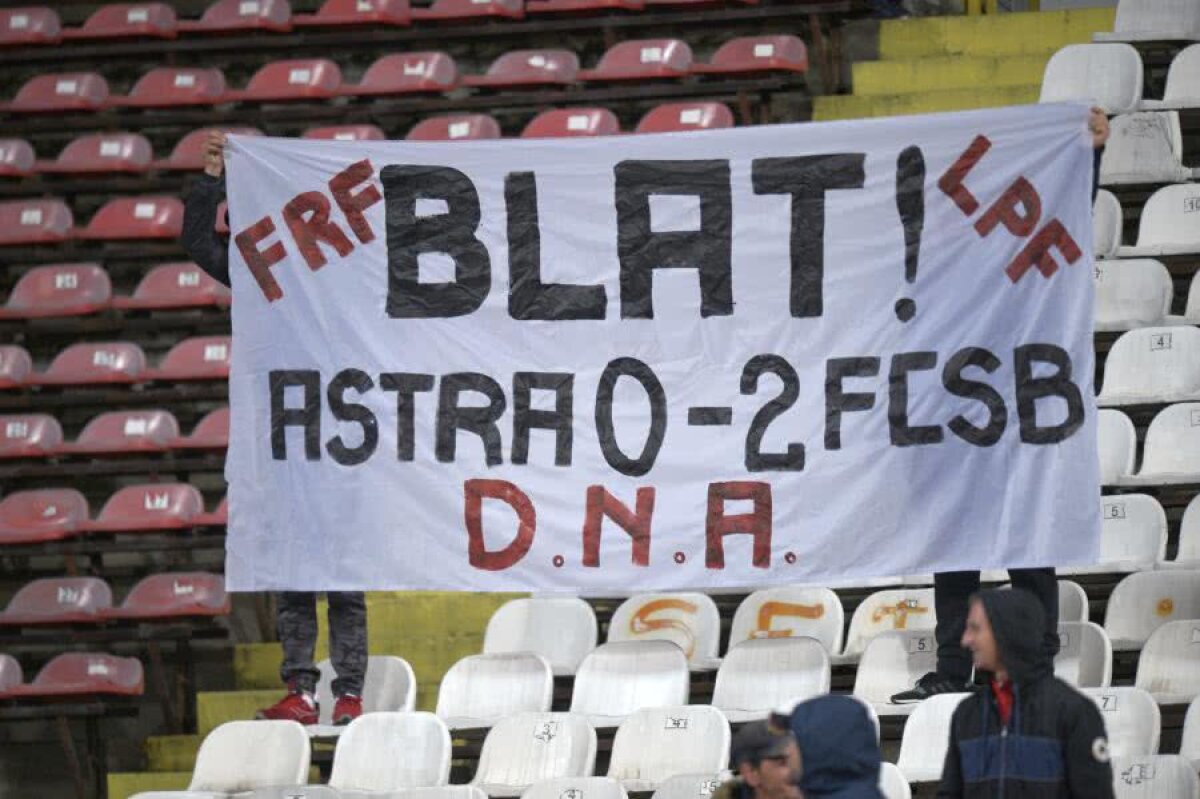 FRF BLAT! LPF
ASTRA 0-2 FCSB
D.N.A.